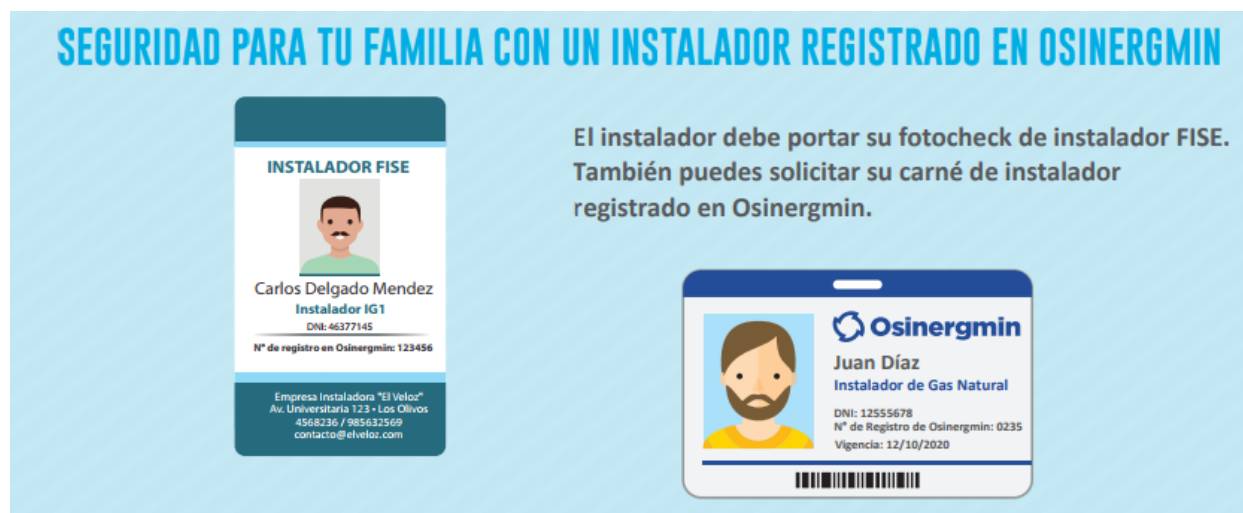 SEGURIDAD PARA TU FAMILIA CON UN INSTALADOR REGISTRADO EN OSINERGMIN
INSTALADOR FISE
Carlos Delgado Mendez
Instalador IG1
DNI: 46377145
N° de registro en Osinergmin: 123456
Empresa Instaladora "El Veloz"
Av. Universitaria 123 • Los Olivos
4568236 / 985632569
contacto@elveloz.com
El instalador debe portar su fotocheck de instalador FISE.
También puedes solicitar su carné de instalador
registrado en Osinergmin.
Osinergmin
Juan Díaz
Instalador de Gas Natural
DNI: 12555678
N° de Registro de Osinergmin: 0235
Vigencia: 12/10/2020